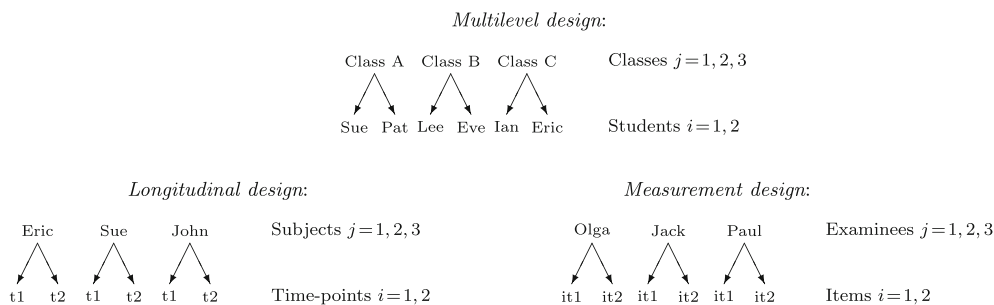 Multilevel design:
Class A Class B Class C Classes j = 1, 2, 3
Sue Pat Lee Eve Ian Eric Students i = 1, 2
Longitudinal design:
Eric Sue John Subjects j = 1, 2, 3
t1 t2 t1 t2 t1 t2 Time-points i = 1, 2
Measurement design:
Olga Jack Paul Examinees j = 1, 2, 3
it1 it2 it1 it2 it1 it2 Items i = 1, 2